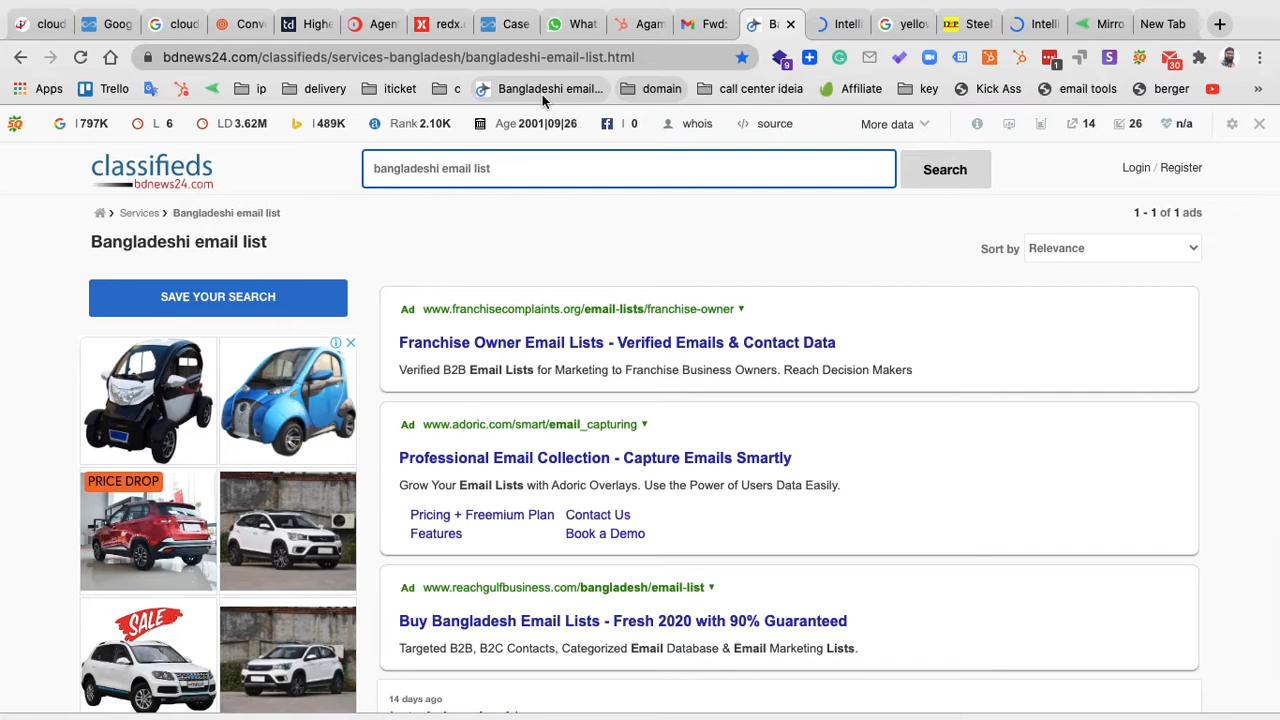 cloud
Goog
cloud
Conv
Highe
Agen
redx.c
Case
What
Agam
Fwd:
Ba
Intelli
yellov
Steel
Intelli
Mirro
New Tab
bdnews24.com/classifieds/services-bangladesh/bangladeshi-email-list.html
9
1
30
Apps
Trello
ip
delivery
iticket
c
Bangladeshi email...
domain
call center ideia
Affiliate
key
Kick Ass
email tools
berger
»
I 797K
L 6
LD 3.62M
I 489K
Rank 2.10K
Age 2001|09|26
I 0
whois
source
More data
14
26
n/a
classifieds
bdnews24.com
bangladeshi email list
Search
Login / Register
Services
Bangladeshi email list
1 - 1 of 1 ads
Bangladeshi email list
Sort by
Relevance
SAVE YOUR SEARCH
Ad www.franchisecomplaints.org/email-lists/franchise-owner
Franchise Owner Email Lists - Verified Emails & Contact Data
Verified B2B Email Lists for Marketing to Franchise Business Owners. Reach Decision Makers
Ad www.adoric.com/smart/email_capturing
Professional Email Collection - Capture Emails Smartly
Grow Your Email Lists with Adoric Overlays. Use the Power of Users Data Easily.
PRICE DROP
Pricing + Freemium Plan Contact Us
Features Book a Demo
Ad www.reachgulfbusiness.com/bangladesh/email-list
Buy Bangladesh Email Lists - Fresh 2020 with 90% Guaranteed
SALE
Targeted B2B, B2C Contacts, Categorized Email Database & Email Marketing Lists.
14 days ago